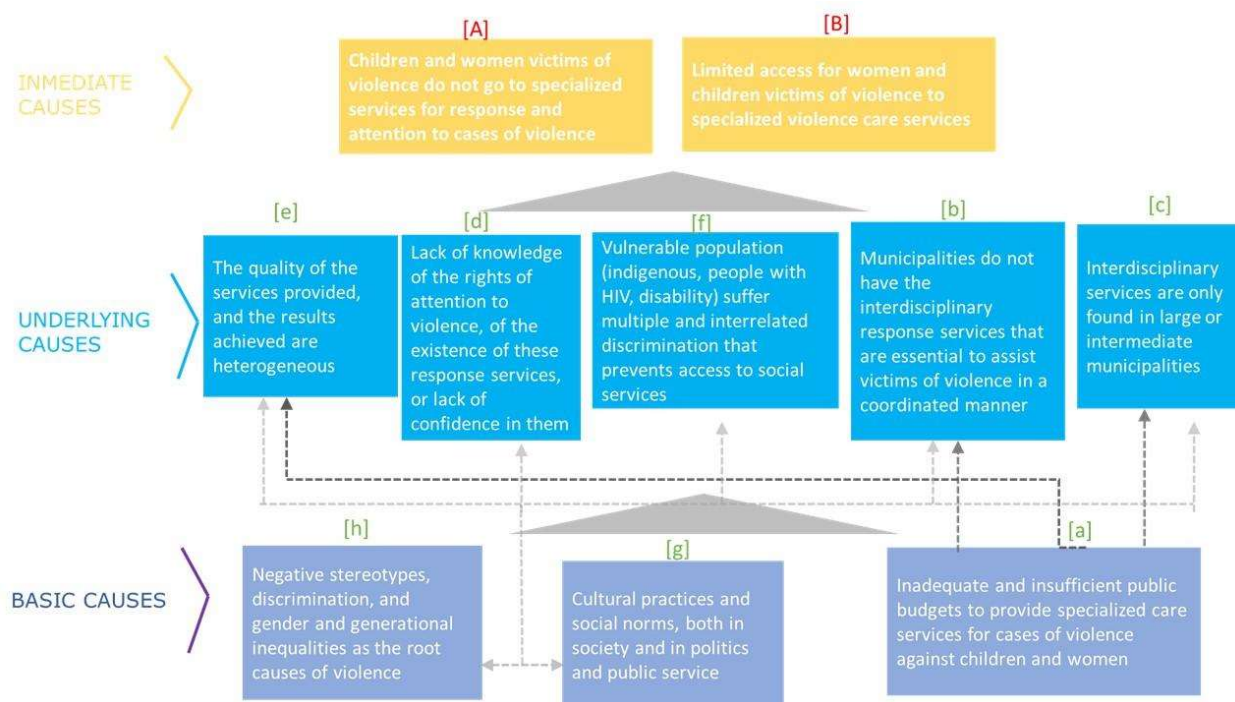 [A]
[B]
INMEDIATE
CAUSES
Children and women victims of
violence do not go to specialized
services for response and
attention to cases of violence
Limited access for women and
children victims of violence to
specialized violence care services
[e]
[d]
[f]
[b]
[c]
UNDERLYING
CAUSES
The quality of the
services provided,
and the results
achieved are
heterogeneous
Lack of knowledge
of the rights of
attention to
violence, of the
existence of these
response services,
or lack of
confidence in them
Vulnerable population
(indigenous, people with
HIV, disability) suffer
multiple and interrelated
discrimination that
prevents access to social
services
Municipalities do not
have the
interdisciplinary
response services that
are essential to assist
victims of violence in a
coordinated manner
Interdisciplinary
services are only
found in large or
intermediate
municipalities
[h]
[g]
[a]
BASIC CAUSES
Negative stereotypes,
discrimination, and
gender and generational
inequalities as the root
causes of violence
Cultural practices and
social norms, both in
society and in politics
and public service
Inadequate and insufficient public
budgets to provide specialized care
services for cases of violence
against children and women